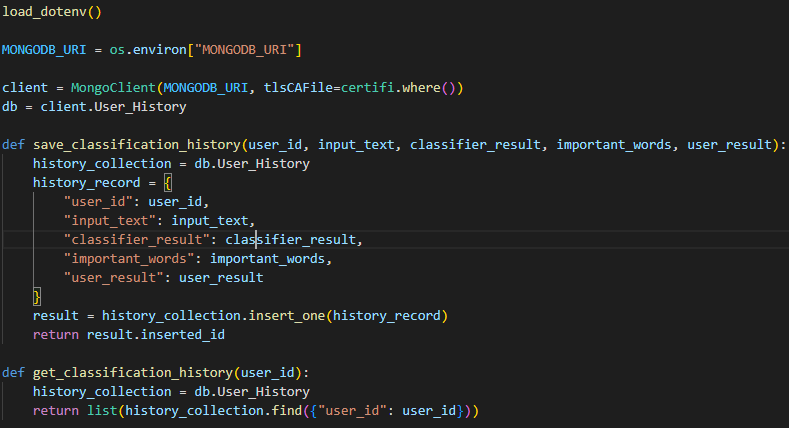 load_dotenv()
MONGODB_URI = os.environ["MONGODB_URI"]
client = MongoClient(MONGODB_URI, tlsCAFile=certifi.where())
db = client.User_History
def save_classification_history(user_id, input_text, classifier_result, important_words, user_result):
    history_collection = db.User_History
    history_record = {
        "user_id": user_id,
        "input_text": input_text,
        "classifier_result": classifier_result,
        "important_words": important_words,
        "user_result": user_result
    }
    result = history_collection.insert_one(history_record)
    return result.inserted_id
def get_classification_history(user_id):
    history_collection = db.User_History
    return list(history_collection.find({"user_id": user_id}))